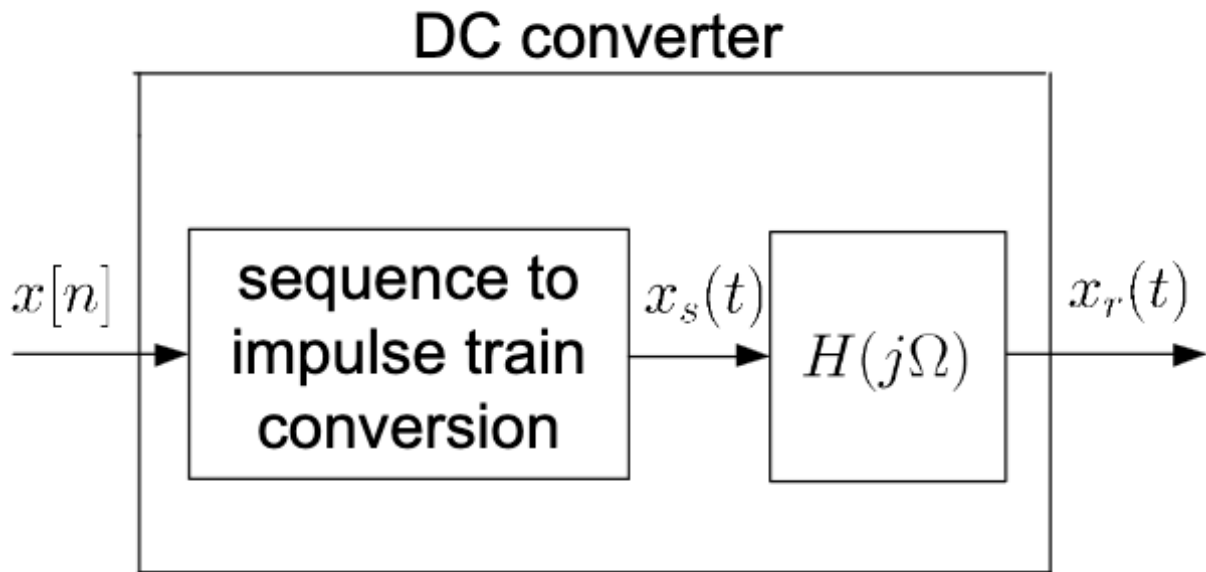 DC converter
x[n]
sequence to
impulse train
conversion
x_s(t)
H(jΩ)
x_r(t)